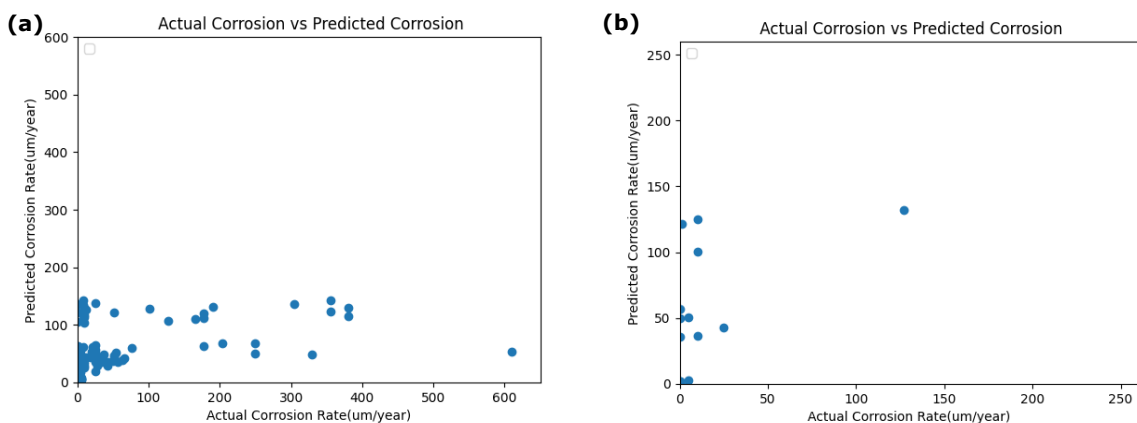 (a)
Actual Corrosion vs Predicted Corrosion
600
500
400
300
200
100
0
Predicted Corrosion Rate(um/year)
0 100 200 300 400 500 600
Actual Corrosion Rate(um/year)
(b)
Actual Corrosion vs Predicted Corrosion
250
200
150
100
50
0
Predicted Corrosion Rate(um/year)
0 50 100 150 200 250
Actual Corrosion Rate(um/year)